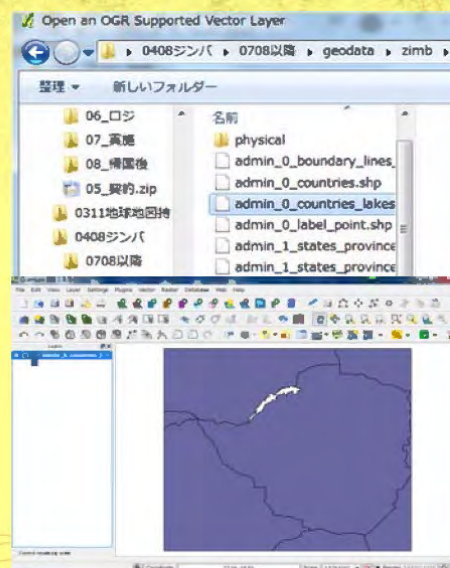 Open an OGR Supported Vector Layer
0408ジンバ ▸ 0708以降 ▸ geodata ▸ zimb ▸
整理 新しいフォルダー
06_ロジ
07_実施
08_帰国後
05_契約.zip
0311地球地図持
0408ジンバ
0708以降
名前
physical
admin_0_boundary_lines_
admin_0_countries.shp
admin_0_countries_lakes
admin_0_label_point.shp
admin_1_states_province
admin_1_states_province
File Edit View Layer Settings Plugins Vector Raster Database Web Help
Layers
Coordinate: